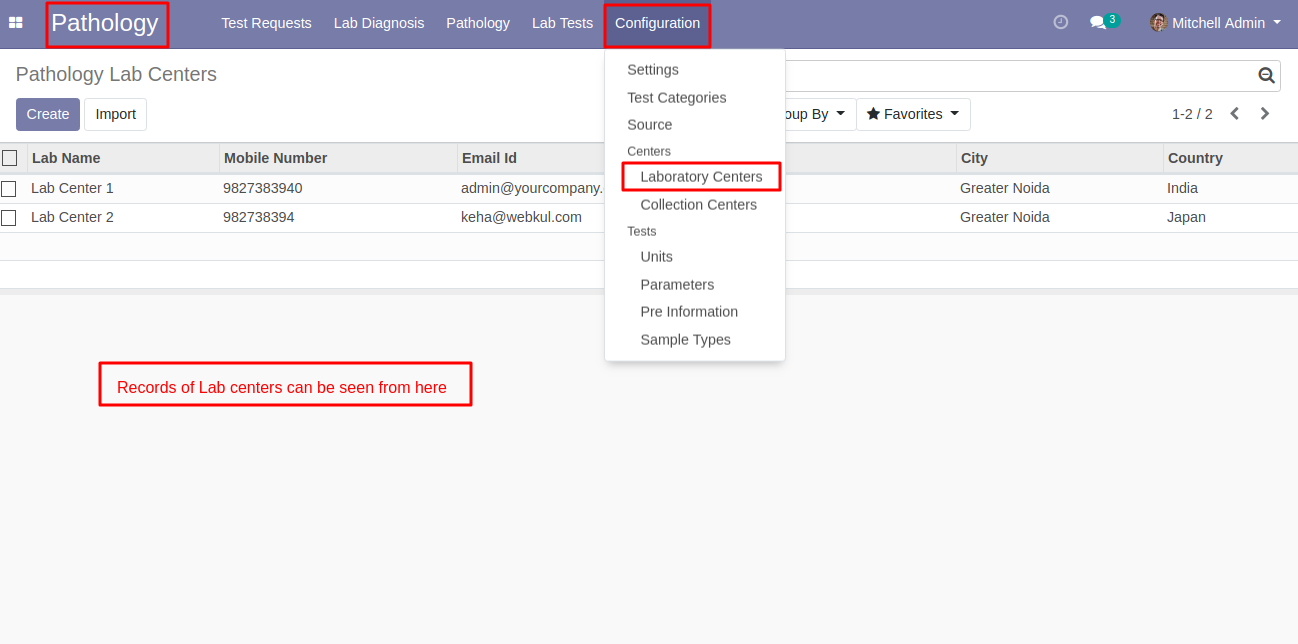 Pathology Test Requests Lab Diagnosis Pathology Lab Tests Configuration 3 Mitchell Admin
Pathology Lab Centers
Create Import
Favorites
1-2 / 2
Settings
Test Categories
Source
Centers
Laboratory Centers
Collection Centers
Tests
Units
Parameters
Pre Information
Sample Types
Lab Name Mobile Number Email Id City Country
Lab Center 1 9827383940 admin@yourcompany. Greater Noida India
Lab Center 2 982738394 keha@webkul.com Greater Noida Japan
Records of Lab centers can be seen from here